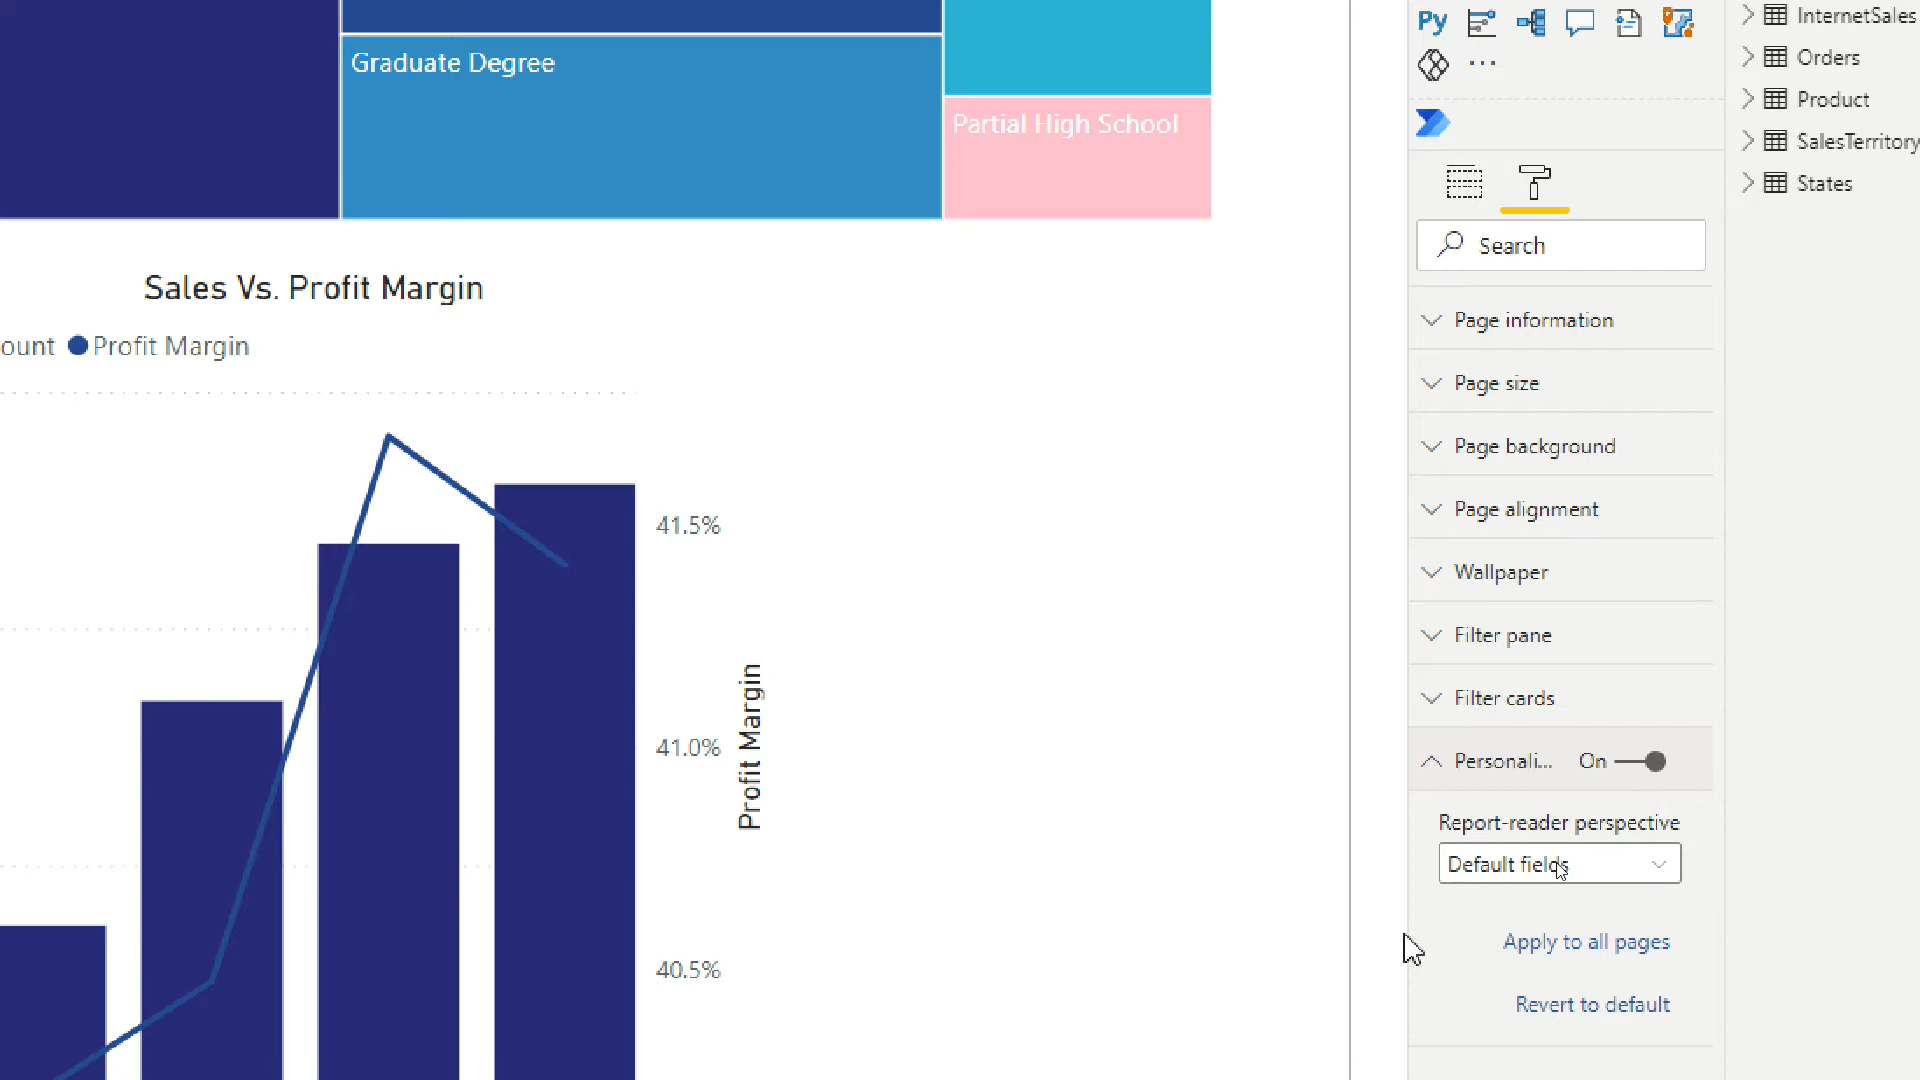 Graduate Degree
Partial High School
Sales Vs. Profit Margin
ount Profit Margin
41.5%
41.0%
40.5%
Profit Margin
Py
Search
Page information
Page size
Page background
Page alignment
Wallpaper
Filter pane
Filter cards
Personali... On
Report-reader perspective
Default fields
Apply to all pages
Revert to default
InternetSales
Orders
Product
SalesTerritory
States